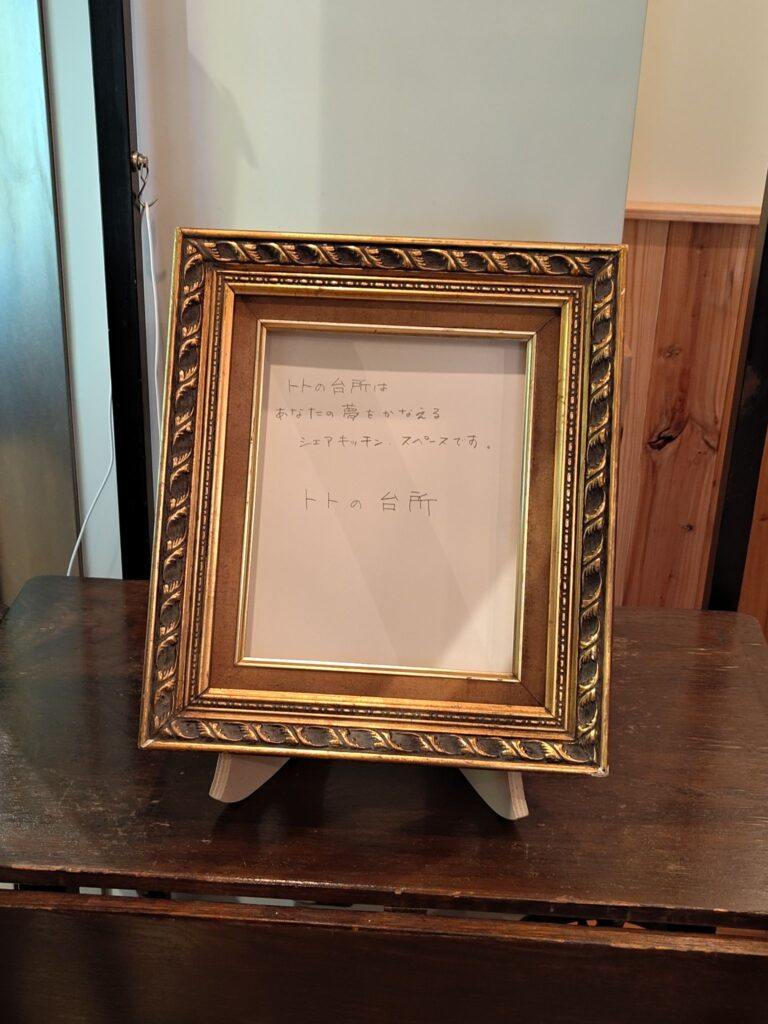 トトの台所は
あなたの夢をかなえる
シェアキッチン、スペースです。
トトの台所